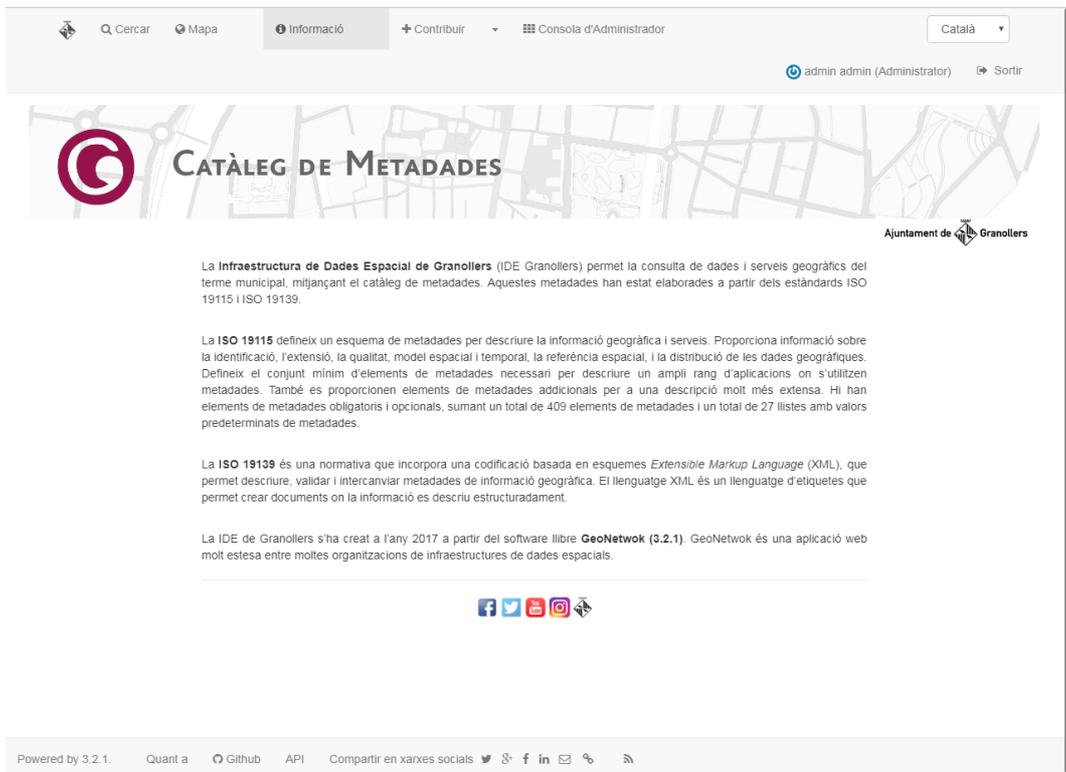 Cercar Mapa Informació Contribuir Consola d'Administrador Català
admin admin (Administrator) Sortir
CATÀLEG DE METADADES
Ajuntament de Granollers
La Infraestructura de Dades Espacial de Granollers (IDE Granollers) permet la consulta de dades i serveis geogràfics del
terme municipal, mitjançant el catàleg de metadades. Aquestes metadades han estat elaborades a partir dels estàndards ISO
19115 i ISO 19139.
La ISO 19115 defineix un esquema de metadades per descriure la informació geogràfica i serveis. Proporciona informació sobre
la identificació, l'extensió, la qualitat, model espacial i temporal, la referència espacial, i la distribució de les dades geogràfiques.
Defineix el conjunt mínim d'elements de metadades necessari per descriure un ampli rang d'aplicacions on s'utilitzen
metadades. També es proporcionen elements de metadades addicionals per a una descripció molt més extensa. Hi han
elements de metadades obligatoris i opcionals, sumant un total de 409 elements de metadades i un total de 27 llistes amb valors
predeterminats de metadades.
La ISO 19139 és una normativa que incorpora una codificació basada en esquemes Extensible Markup Language (XML), que
permet descriure, validar i intercanviar metadades de informació geogràfica. El llenguatge XML és un llenguatge d'etiquetes que
permet crear documents on la informació es descriu estructuradament.
La IDE de Granollers s'ha creat a l'any 2017 a partir del software llibre GeoNetwok (3.2.1). GeoNetwok és una aplicació web
molt estesa entre moltes organitzacions de infraestructures de dades espacials.
Powered by 3.2.1. Quant a Github API Compartir en xarxes socials